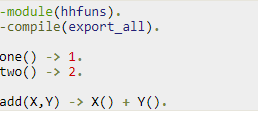 -module(hhfuns).
-compile(export_all).
one() -> 1.
two() -> 2.
add(X,Y) -> X() + Y().